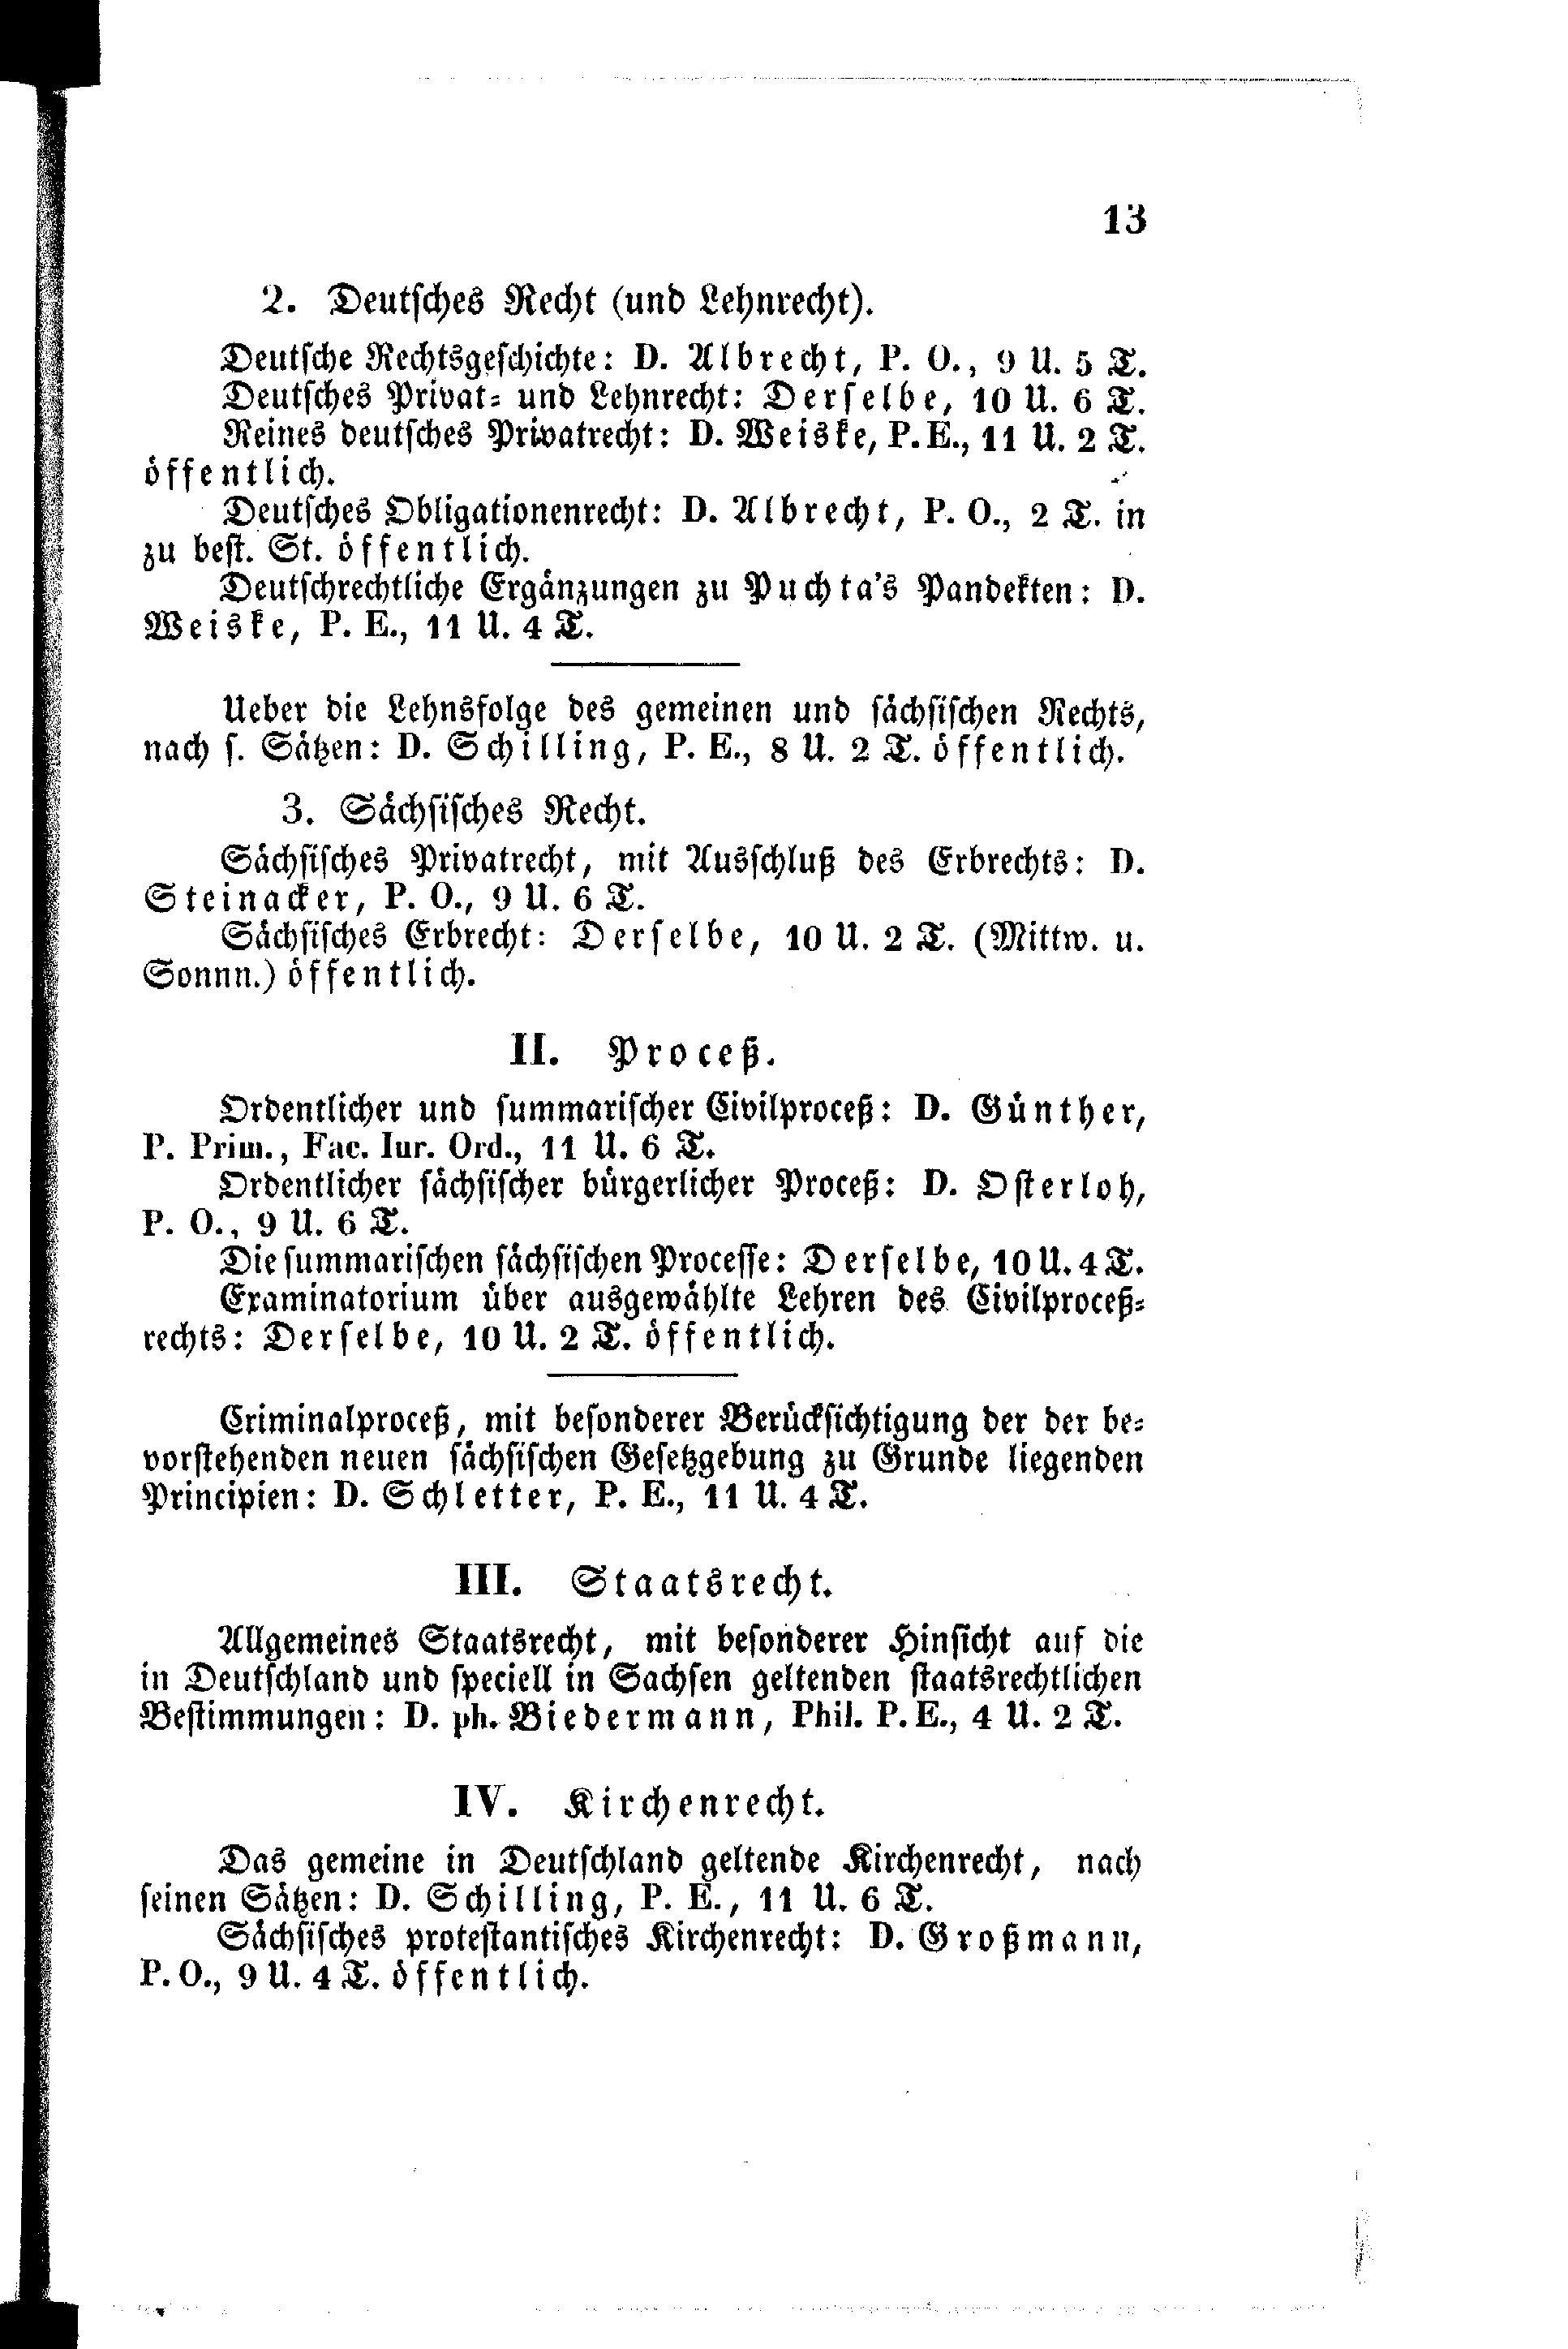 13
2. Deutsches Recht (und Lehnrecht).
Deutsche Rechtsgeschichte: D. Albrecht, P. O., 9 U. 5 T.
Deutsches Privat- und Lehnrecht: Derselbe, 10 U. 6 T.
Reines deutsches Privatrecht: D. Weiske, P. E., 11 U. 2 T.
öffentlich.
Deutsches Obligationenrecht: D. Albrecht, P. O., 2 T. in
zu best. St. öffentlich.
Deutschrechtliche Ergänzungen zu Puchta's Pandekten: D.
Weiske, P. E., 11 U. 4 T.
Ueber die Lehnsfolge des gemeinen und sächsischen Rechts,
nach s. Sätzen: D. Schilling, P. E., 8 U. 2 T. öffentlich.
3. Sächsisches Recht.
Sächsisches Privatrecht, mit Ausschluß des Erbrechts: D.
Steinacker, P. O., 9 U. 6 T.
Sächsisches Erbrecht: Derselbe, 10 U. 2 T. (Mittw. u.
Sonnn.) öffentlich.
II. Proceß.
Ordentlicher und summarischer Civilproceß: D. Günther,
P. Prim., Fac. Iur. Ord., 11 U. 6 T.
Ordentlicher sächsischer bürgerlicher Proceß: D. Osterloh,
P. O., 9 U. 6 T.
Die summarischen sächsischen Processe: Derselbe, 10 U. 4 T.
Examinatorium über ausgewählte Lehren des Civilproceß-
rechts: Derselbe, 10 U. 2 T. öffentlich.
Criminalproceß, mit besonderer Berücksichtigung der der be-
vorstehenden neuen sächsischen Gesetzgebung zu Grunde liegenden
Principien: D. Schletter, P. E., 11 U. 4 T.
III. Staatsrecht.
Allgemeines Staatsrecht, mit besonderer Hinsicht auf die
in Deutschland und speciell in Sachsen geltenden staatsrechtlichen
Bestimmungen: D. ph. Biedermann, Phil. P. E., 4 U. 2 T.
IV. Kirchenrecht.
Das gemeine in Deutschland geltende Kirchenrecht, nach
seinen Sätzen: D. Schilling, P. E., 11 U. 6 T.
Sächsisches protestantisches Kirchenrecht: D. Großmann,
P. O., 9 U. 4 T. öffentlich.